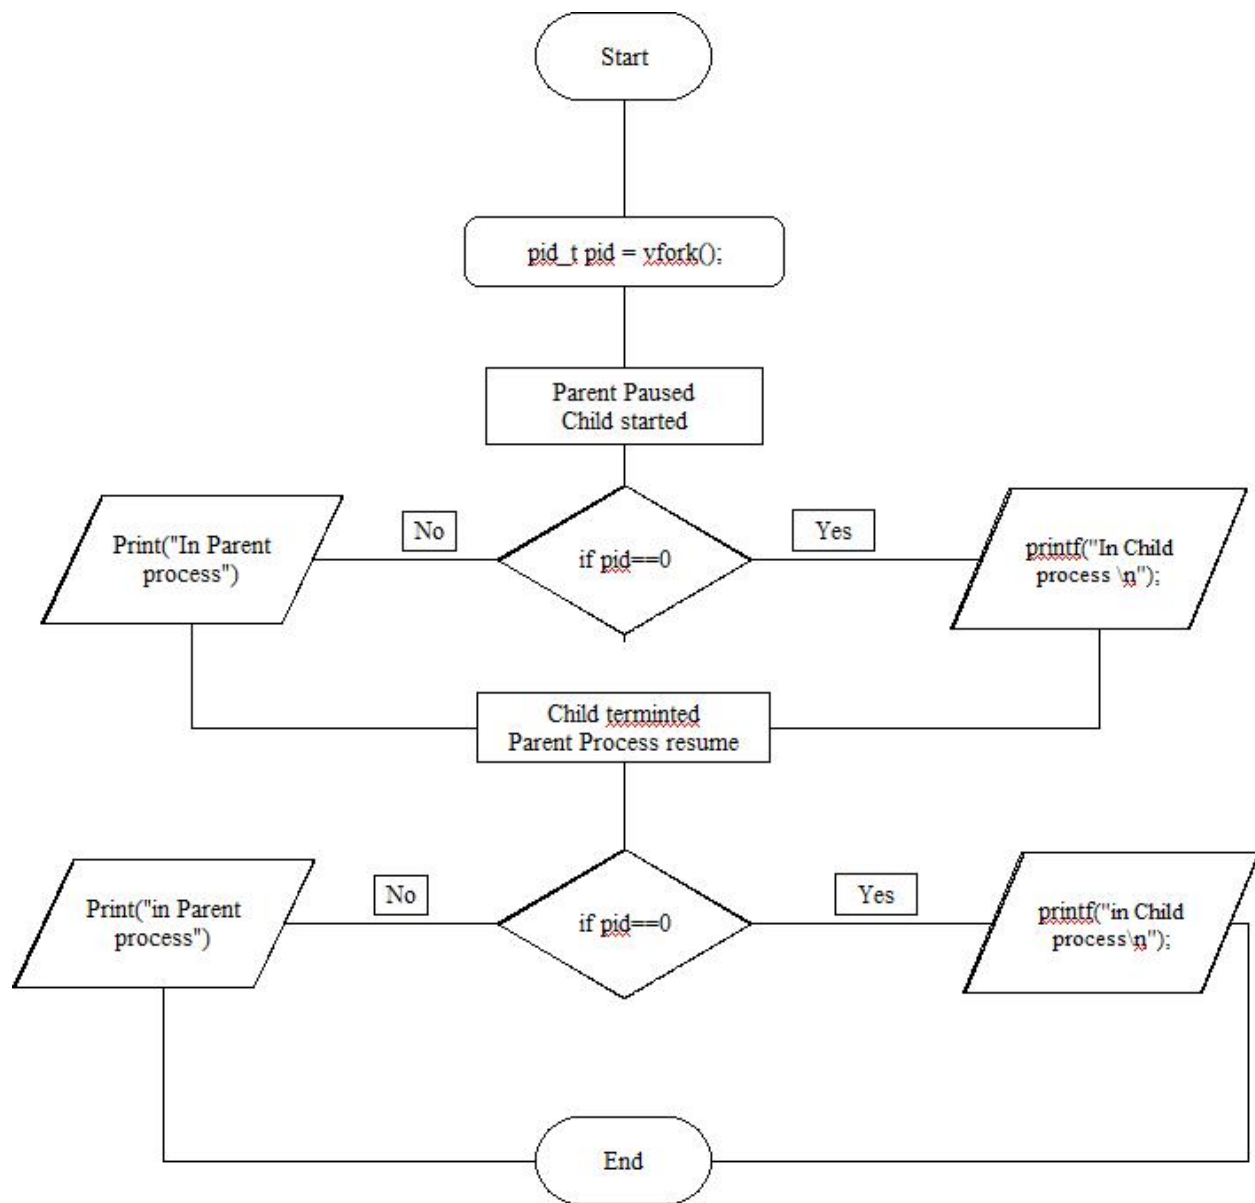 Start
pid_t pid = vfork();
Parent Paused
Child started
No
Yes
Print("In Parent
process")
if pid==0
printf("In Child
process \n");
Child terminted
Parent Process resume
No
Yes
Print("in Parent
process")
if pid==0
printf("in Child
process\n");
End